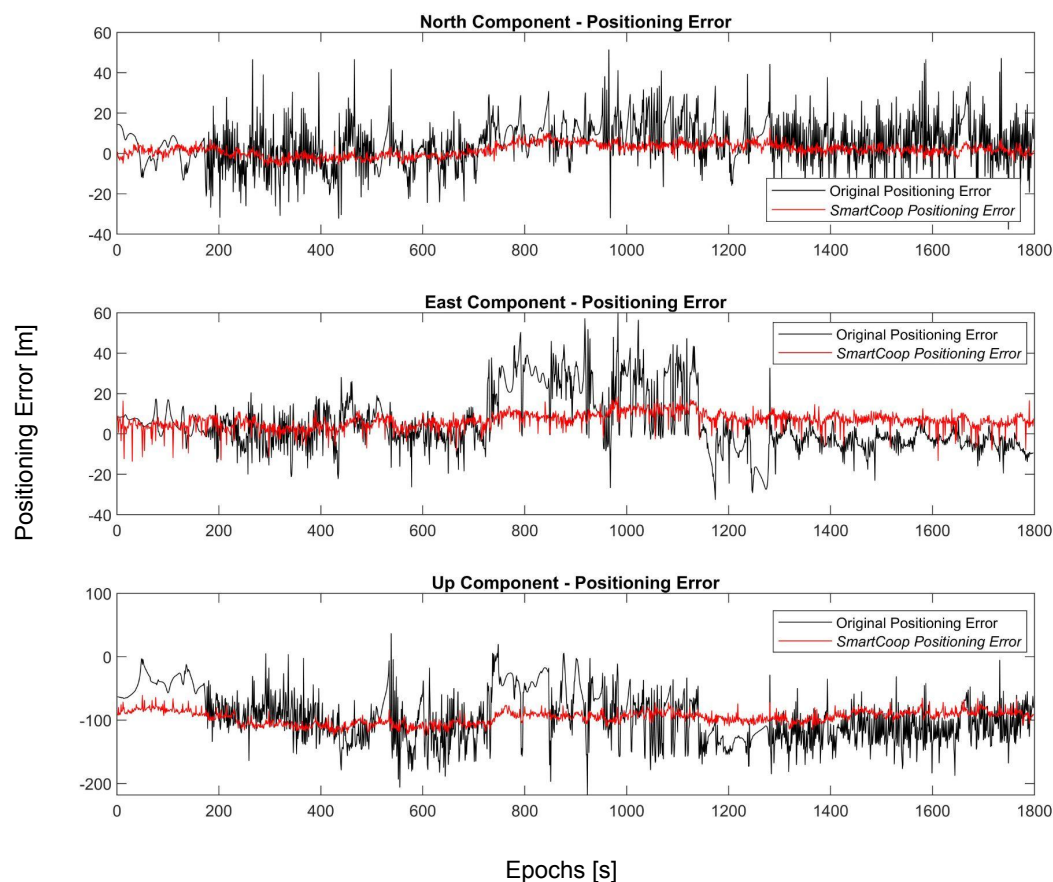 North Component - Positioning Error
60
40
20
0
-20
-40
0 200 400 600 800 1000 1200 1400 1600 1800
Original Positioning Error
SmartCoop Positioning Error
East Component - Positioning Error
60
40
20
0
-20
-40
0 200 400 600 800 1000 1200 1400 1600 1800
Original Positioning Error
SmartCoop Positioning Error
Positioning Error [m]
Up Component - Positioning Error
100
0
-100
-200
0 200 400 600 800 1000 1200 1400 1600 1800
Original Positioning Error
SmartCoop Positioning Error
Epochs [s]